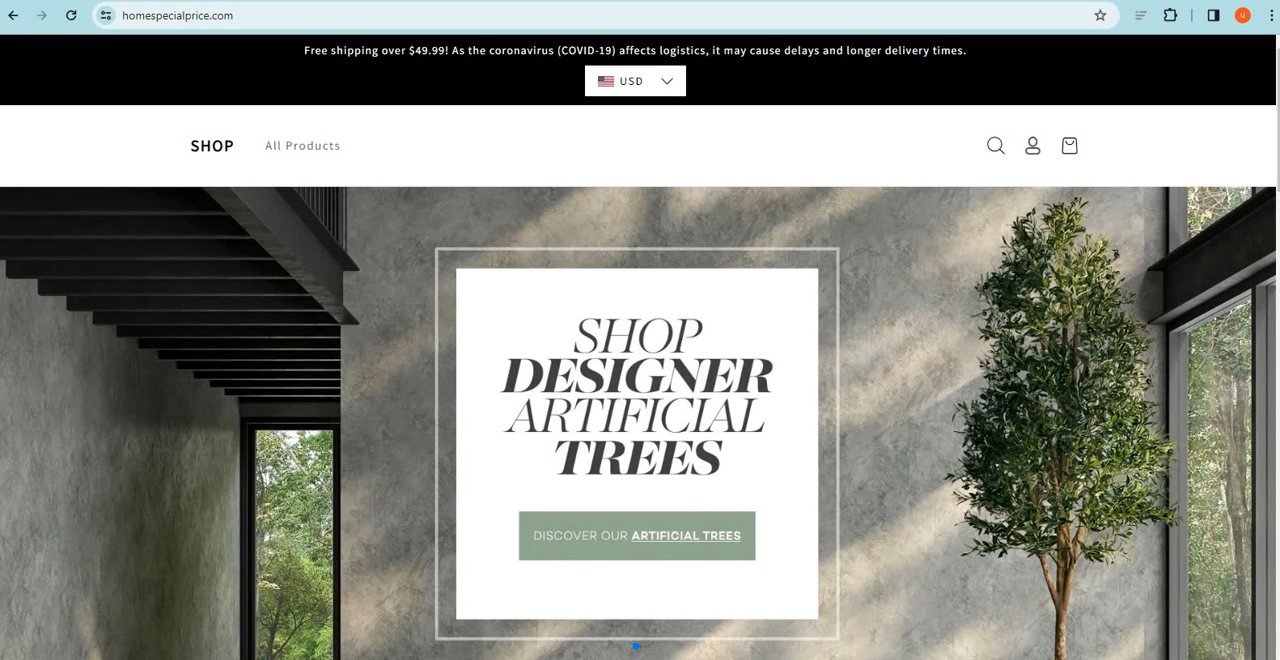 homespecialprice.com
u
Free shipping over $49.99! As the coronavirus (COVID-19) affects logistics, it may cause delays and longer delivery times.
USD
SHOP All Products
SHOP
DESIGNER
ARTIFICIAL
TREES
DISCOVER OUR ARTIFICIAL TREES